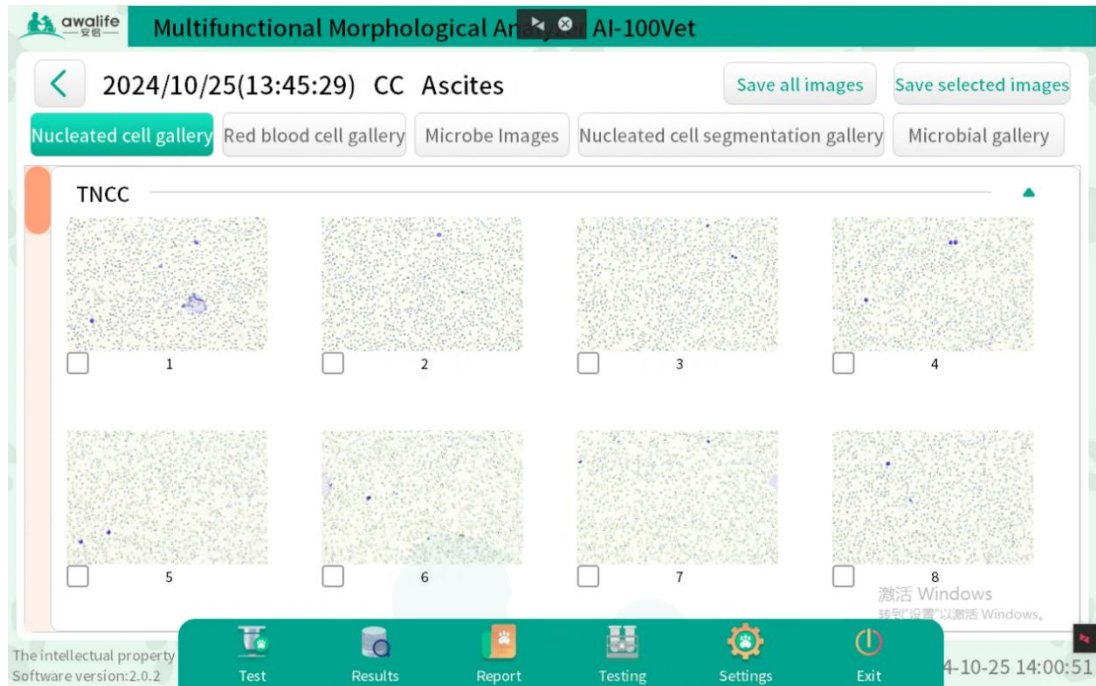 awalife
安侣
Multifunctional Morphological An er AI-100Vet
2024/10/25(13:45:29) CC Ascites
Save all images
Save selected images
Nucleated cell gallery
Red blood cell gallery
Microbe Images
Nucleated cell segmentation gallery
Microbial gallery
TNCC
1
2
3
4
5
6
7
8
激活 Windows
转到"设置"以激活 Windows。
The intellectual property
Software version:2.0.2
Test
Results
Report
Testing
Settings
Exit
4-10-25 14:00:51